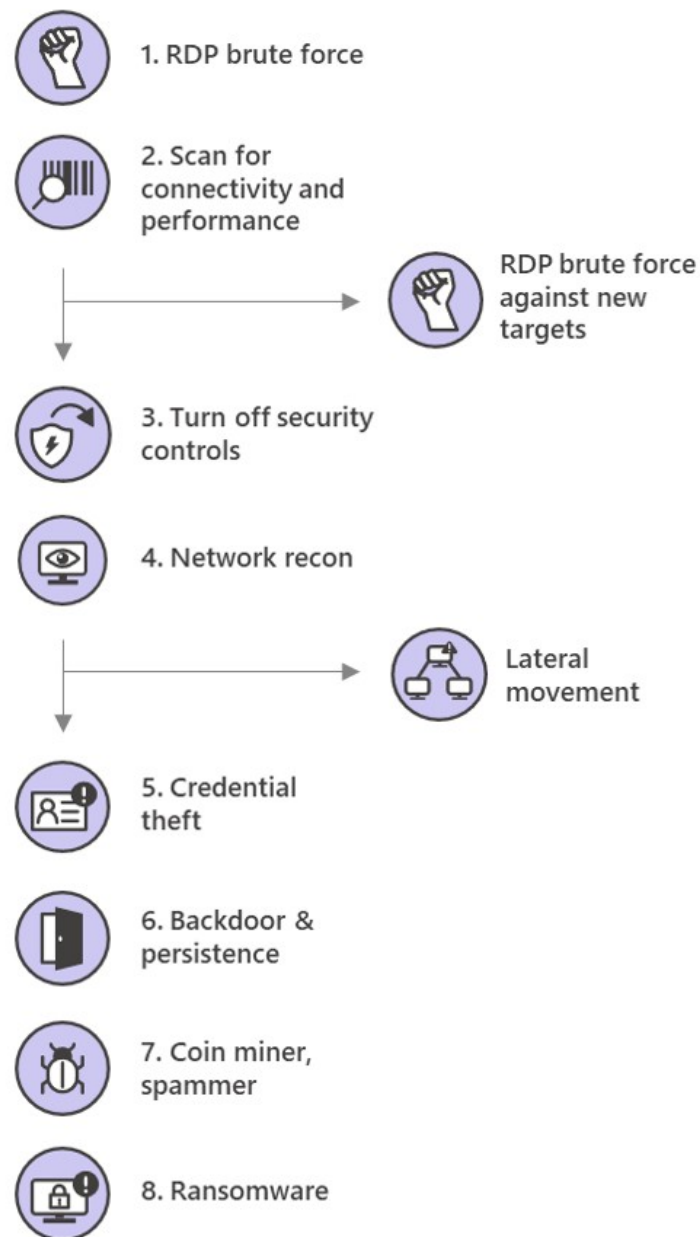 1. RDP brute force
2. Scan for
connectivity and
performance
RDP brute force
against new
targets
3. Turn off security
controls
4. Network recon
Lateral
movement
5. Credential
theft
6. Backdoor &
persistence
7. Coin miner,
spammer
8. Ransomware